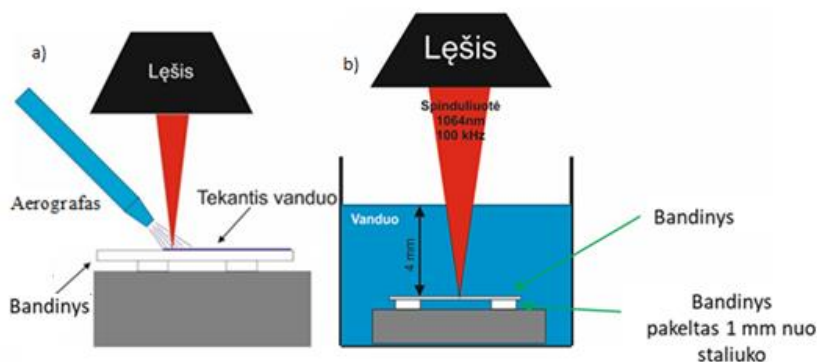 a)
Lęšis
Aerografas
Tekantis vanduo
Bandinys
b)
Lęšis
Spinduliuotė
1064nm
100 kHz
Vanduo
4 mm
Bandinys
Bandinys
pakeltas 1 mm nuo
staliuko